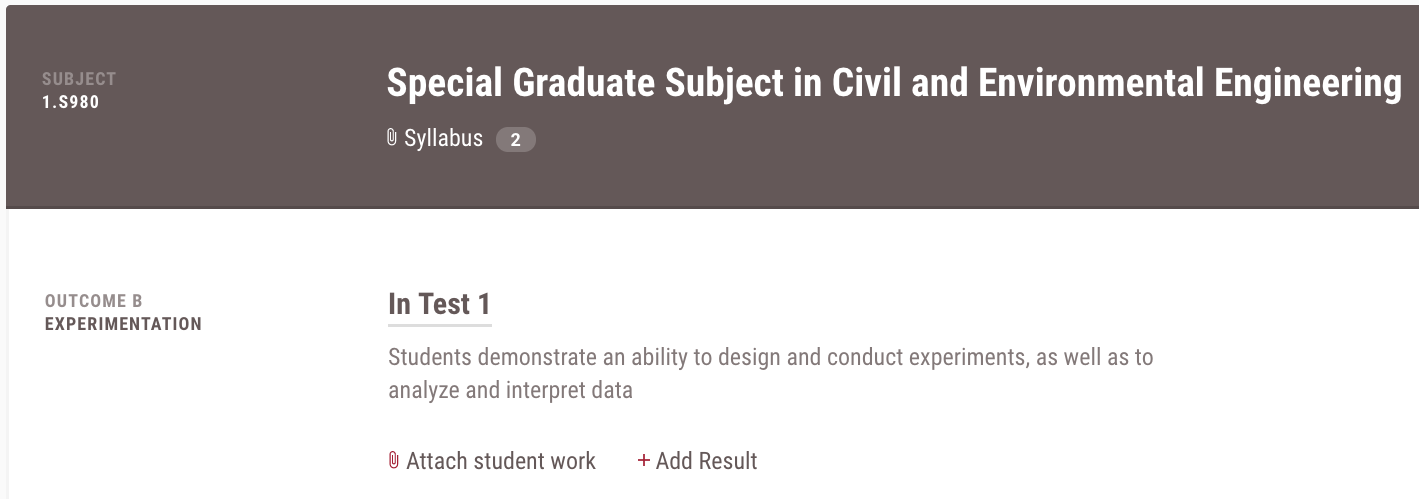 SUBJECT
1.S980
Special Graduate Subject in Civil and Environmental Engineering
Syllabus 2
OUTCOME B
EXPERIMENTATION
In Test 1
Students demonstrate an ability to design and conduct experiments, as well as to
analyze and interpret data
Attach student work + Add Result